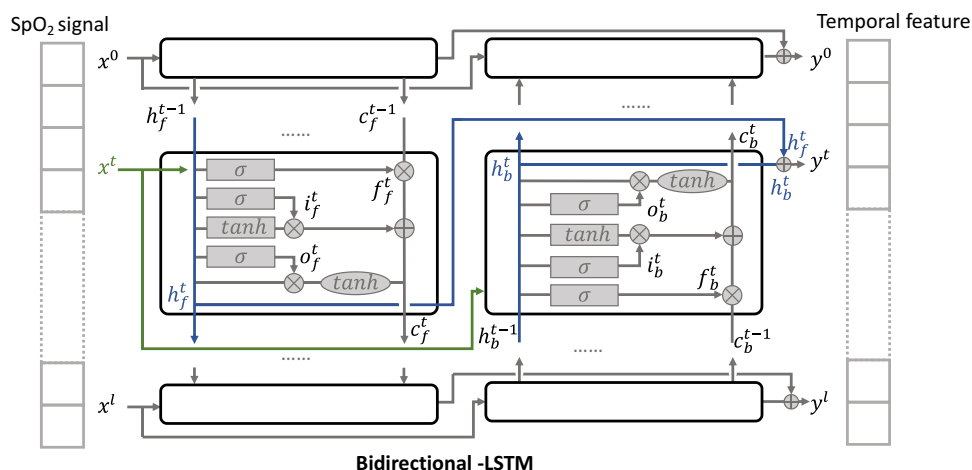 SpO₂ signal
Temporal feature
x⁰
y⁰
h_f^{t-1}
c_f^{t-1}
......
......
c_b^t
h_f^t
x^t
h_b^t
y^t
σ
f_f^t
tanh
h_b^t
σ
i_f^t
σ
o_b^t
tanh
tanh
σ
o_f^t
σ
i_b^t
f_b^t
h_f^t
tanh
σ
c_f^t
h_b^{t-1}
c_b^{t-1}
......
......
x^l
y^l
Bidirectional -LSTM